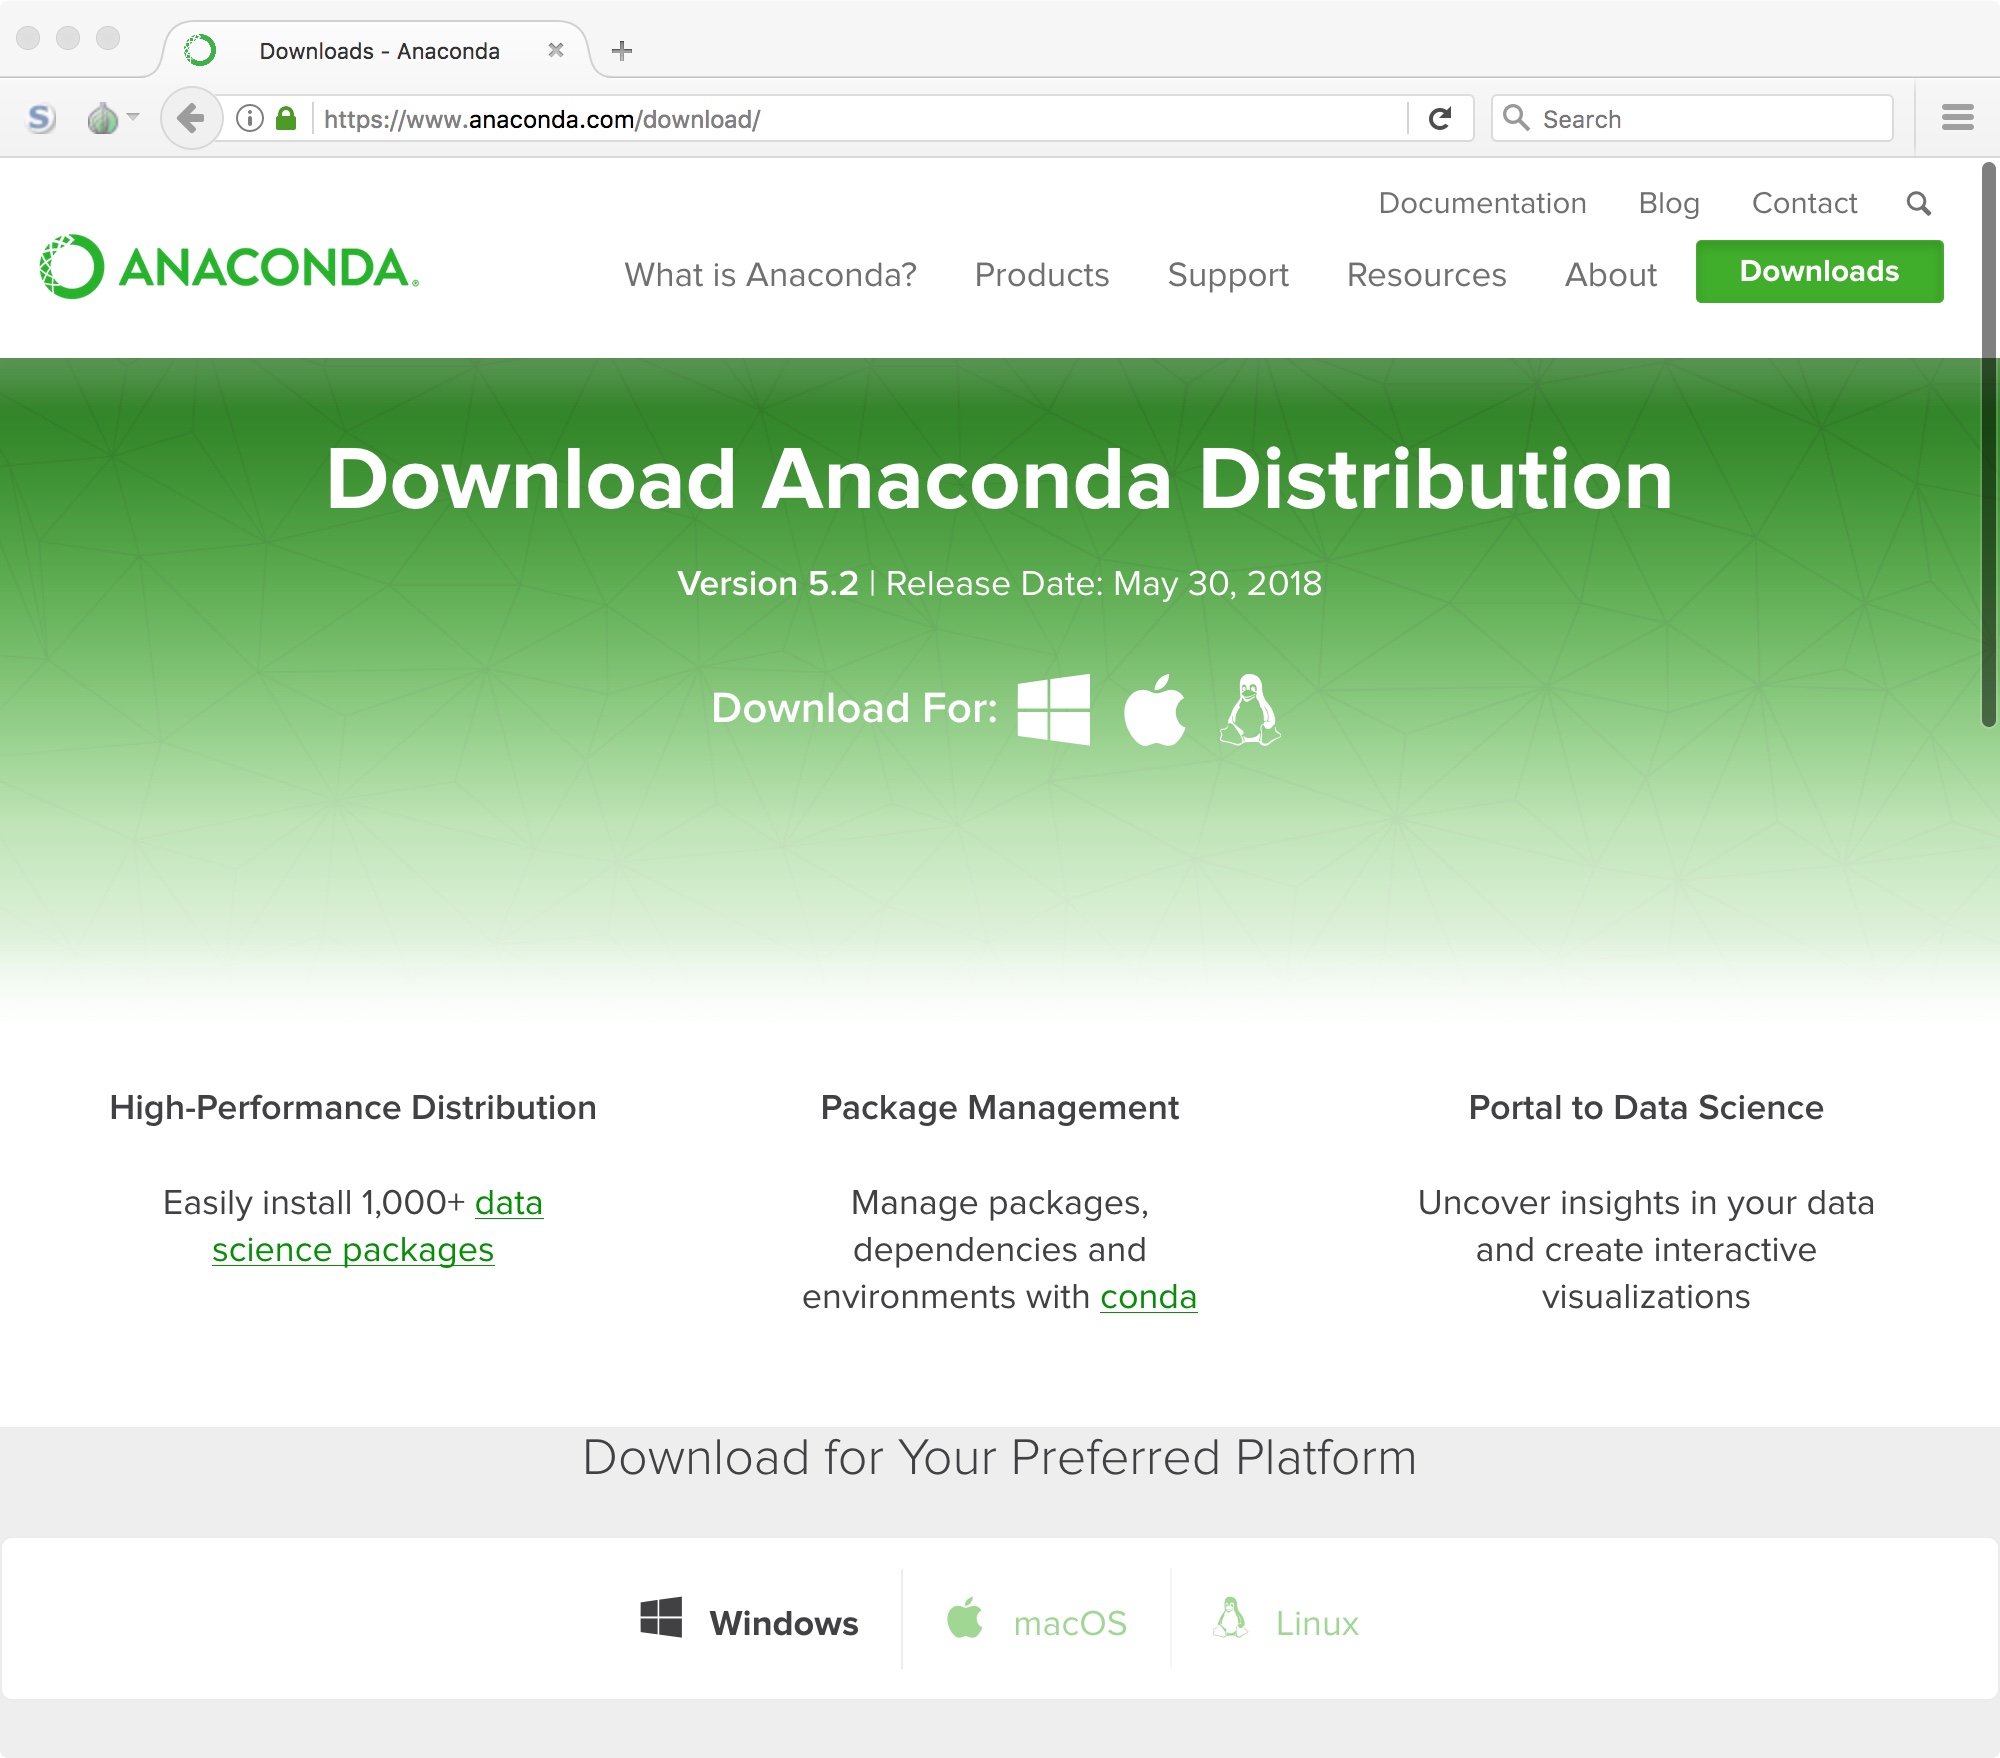 Downloads - Anaconda
https://www.anaconda.com/download/
Search
Documentation Blog Contact
ANANCONDA®
What is Anaconda? Products Support Resources About Downloads
Download Anaconda Distribution
Version 5.2 | Release Date: May 30, 2018
Download For:
High-Performance Distribution
Easily install 1,000+ data
science packages
Package Management
Manage packages,
dependencies and
environments with conda
Portal to Data Science
Uncover insights in your data
and create interactive
visualizations
Download for Your Preferred Platform
Windows macOS Linux